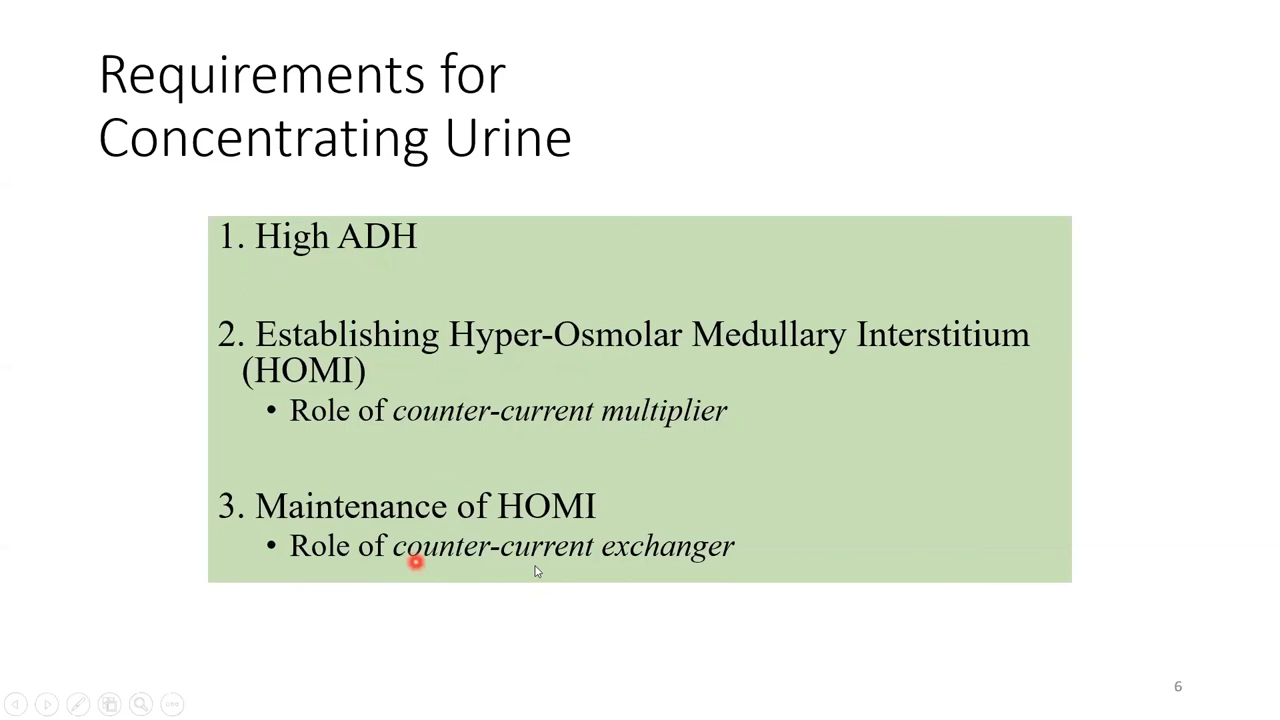 Requirements for
Concentrating Urine
1. High ADH
2. Establishing Hyper-Osmolar Medullary Interstitium
(HOMI)
• Role of counter-current multiplier
3. Maintenance of HOMI
• Role of counter-current exchanger
6